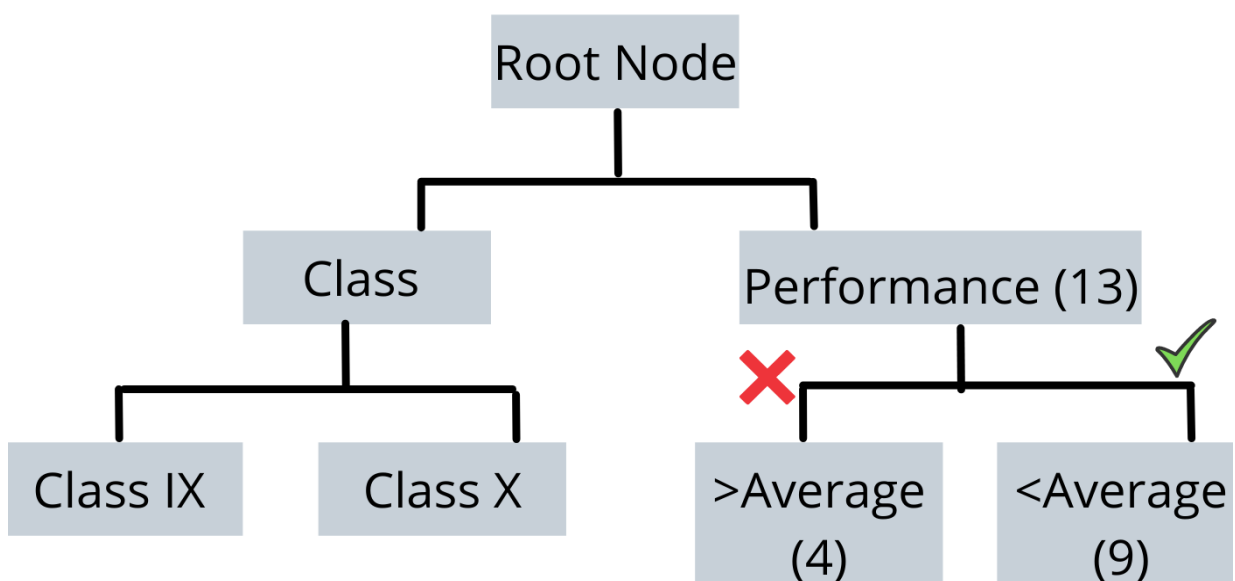 Root Node
Class
Performance (13)
Class IX
Class X
>Average
(4)
<Average
(9)